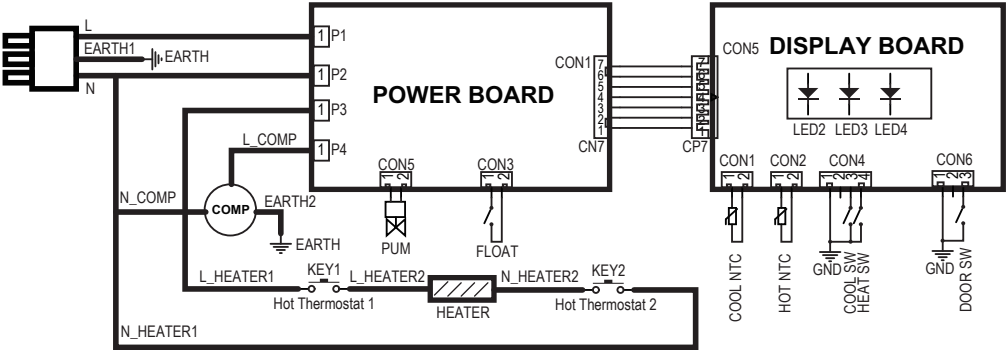 L
EARTH1
EARTH
N
1 P1
1 P2
1 P3
1 P4
POWER BOARD
CON1
7
6
5
4
3
2
1
CN7
CON5
CP7
DISPLAY BOARD
LED2 LED3 LED4
L_COMP
CON5
1 2
PUM
CON3
1 2
FLOAT
CON1
1 2
CON2
1 2
CON4
1 2 3 4
CON6
1 2 3
N_COMP
COMP
EARTH2
EARTH
COOL NTC
HOT NTC
GND
COOL SW
HEAT SW
GND
DOOR SW
L_HEATER1
KEY1
Hot Thermostat 1
L_HEATER2
HEATER
N_HEATER2
KEY2
Hot Thermostat 2
N_HEATER1